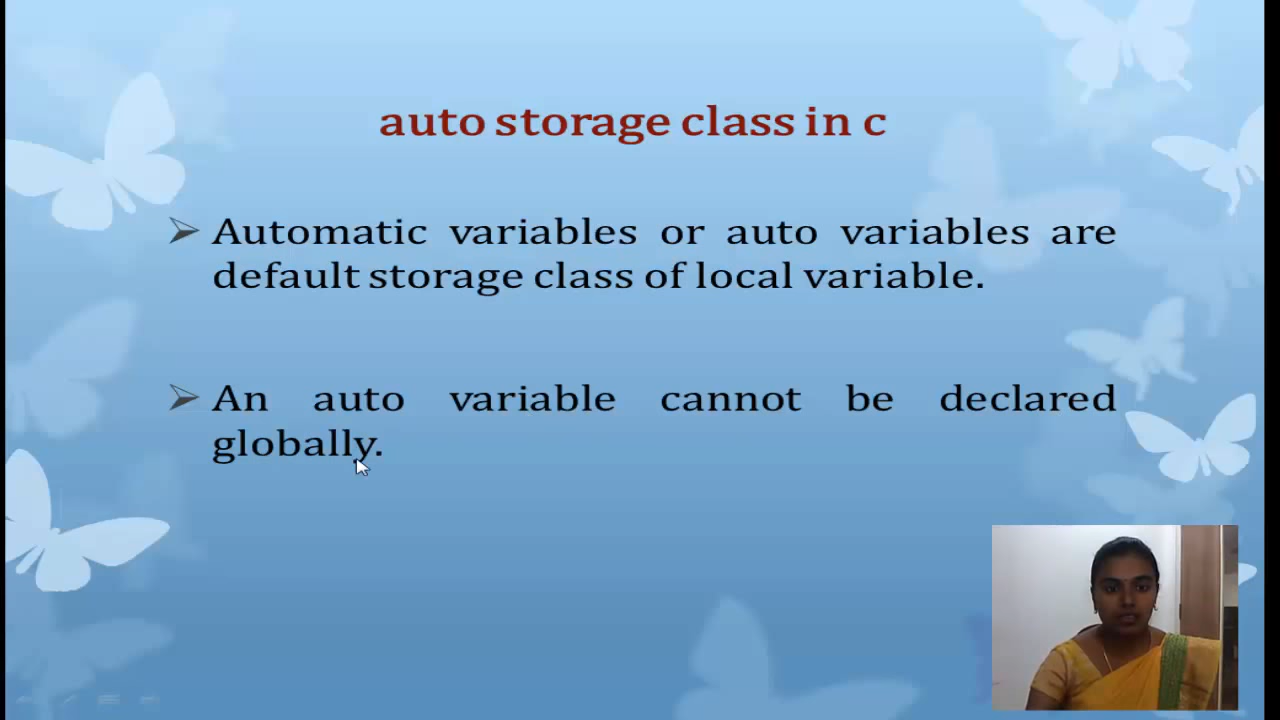 auto storage class in c
Automatic variables or auto variables are
default storage class of local variable.
An auto variable cannot be declared
globally.